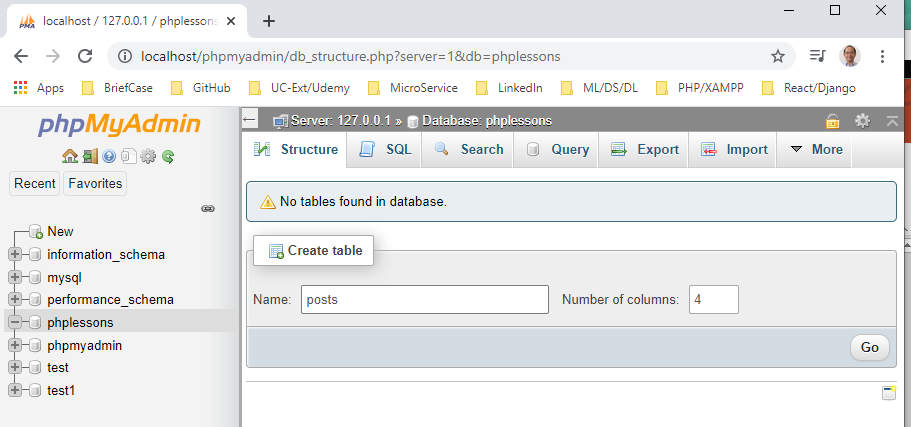 localhost / 127.0.0.1 / phplessons
localhost/phpmyadmin/db_structure.php?server=1&db=phplessons
Apps BriefCase GitHub UC-Ext/Udemy MicroService LinkedIn ML/DS/DL PHP/XAMPP React/Django
phpMyAdmin
Recent Favorites
New
information_schema
mysql
performance_schema
phplessons
phpmyadmin
test
test1
Server: 127.0.0.1 » Database: phplessons
Structure SQL Search Query Export Import More
No tables found in database.
Create table
Name: posts Number of columns: 4
Go